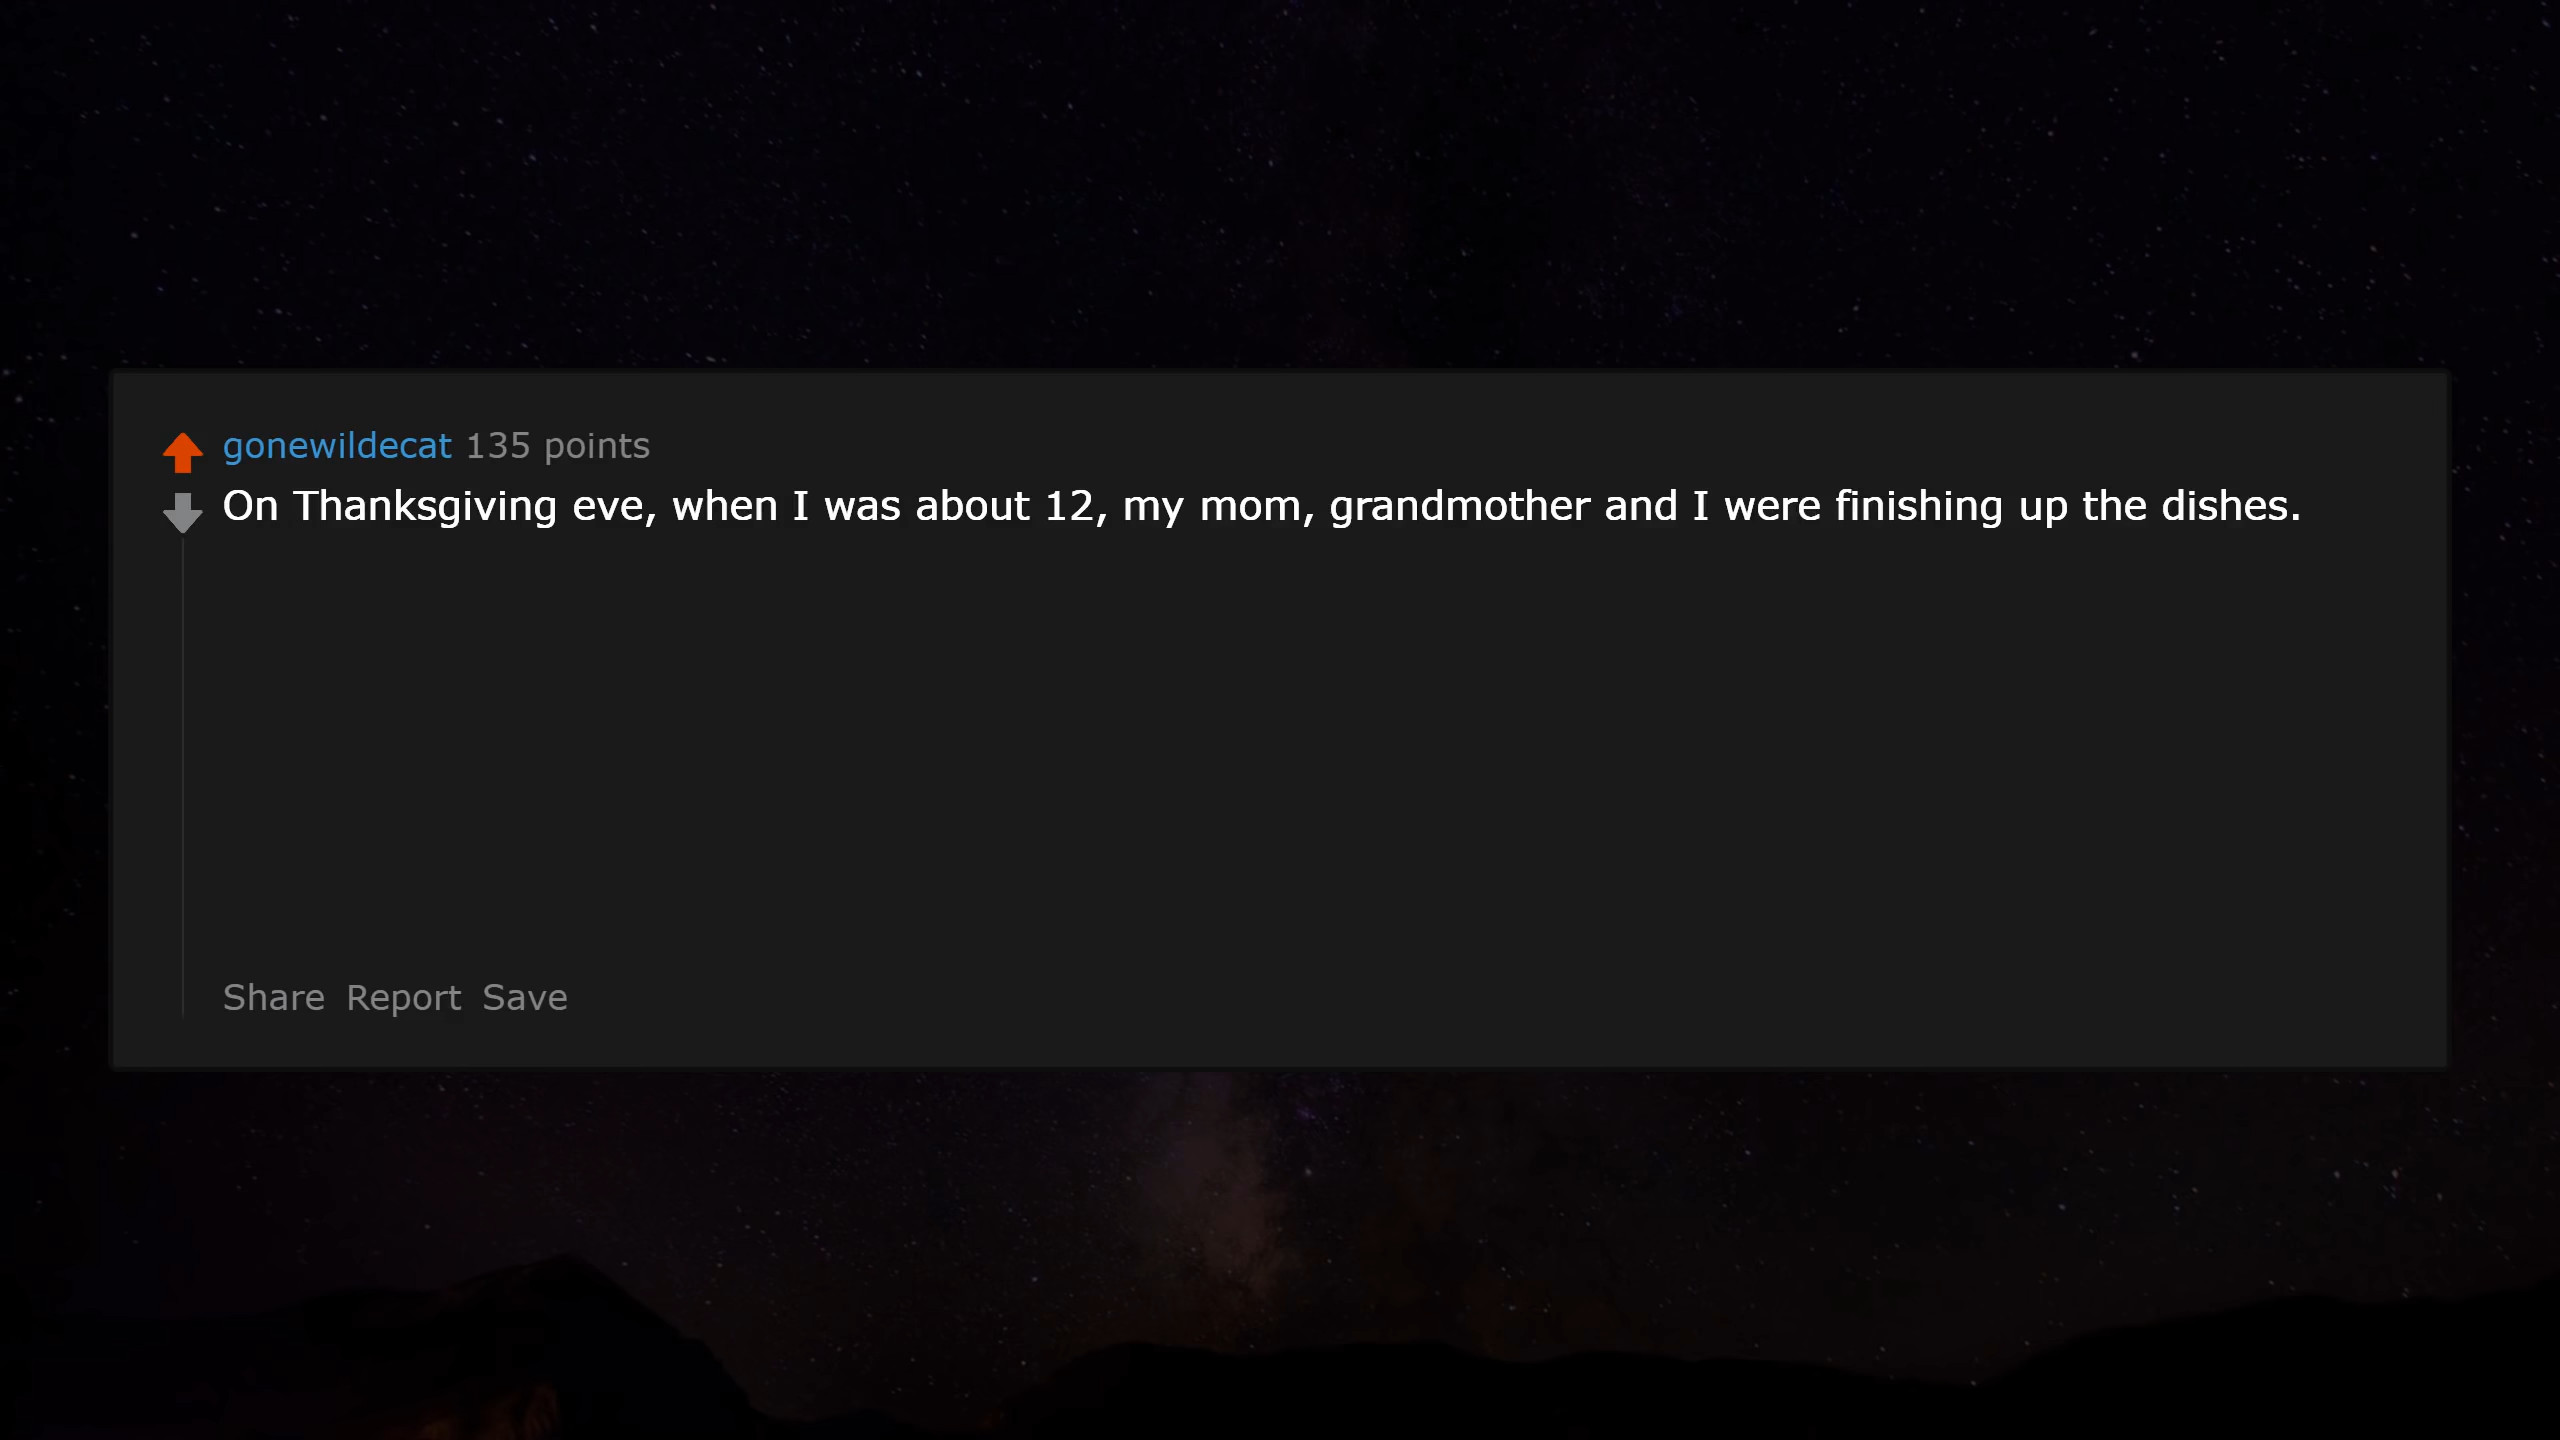 gonewildecat 135 points
On Thanksgiving eve, when I was about 12, my mom, grandmother and I were finishing up the dishes.
Share Report Save